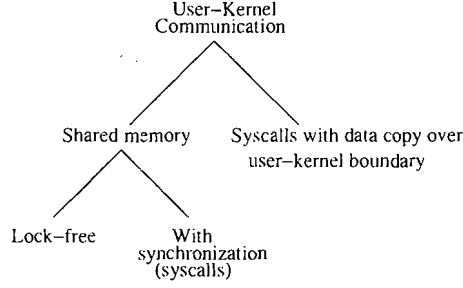 User–Kernel
Communication
Shared memory
Syscalls with data copy over
user–kernel boundary
Lock–free
With
synchronization
(syscalls)